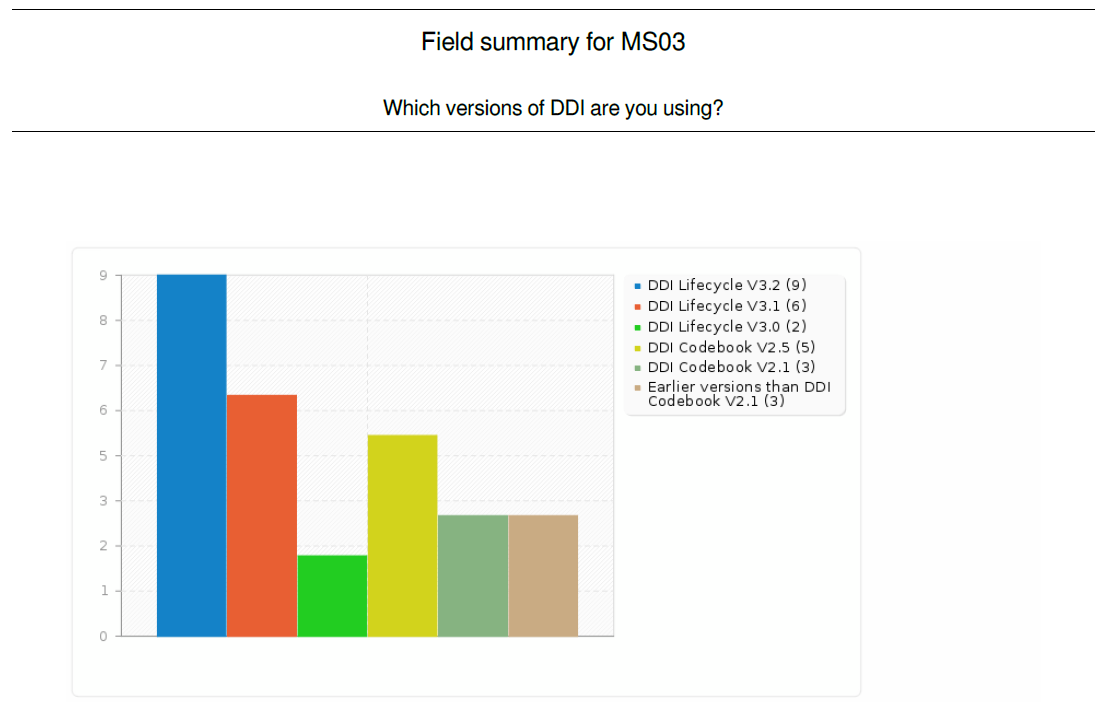 Field summary for MS03
Which versions of DDI are you using?
9
8
7
6
5
3
2
1
0
DDI Lifecycle V3.2 (9)
DDI Lifecycle V3.1 (6)
DDI Lifecycle V3.0 (2)
DDI Codebook V2.5 (5)
DDI Codebook V2.1 (3)
Earlier versions than DDI
Codebook V2.1 (3)